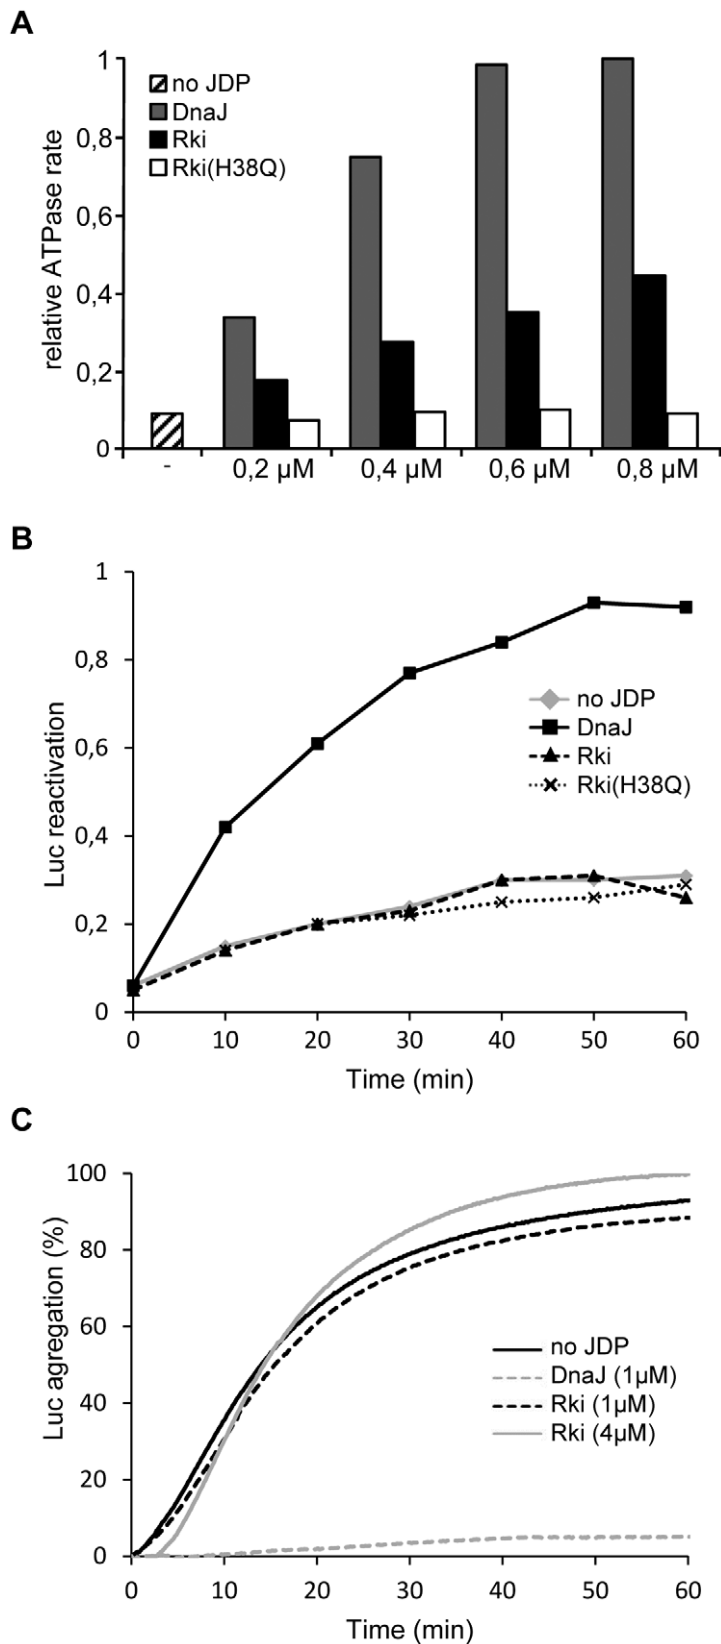 A
1
0,8
0,6
0,4
0,2
0
relative ATPase rate
no JDP
DnaJ
Rki
Rki(H38Q)
- 0,2 µM 0,4 µM 0,6 µM 0,8 µM
B
1
0,8
0,6
0,4
0,2
0
Luc reactivation
no JDP
DnaJ
Rki
Rki(H38Q)
0 10 20 30 40 50 60
Time (min)
C
100
80
60
40
20
0
Luc agregation (%)
no JDP
DnaJ (1µM)
Rki (1µM)
Rki (4µM)
0 10 20 30 40 50 60
Time (min)